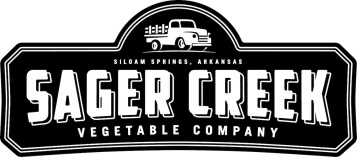 SILOAM SPRINGS, ARKANSAS
SAGER CREEK
VEGETABLE COMPANY